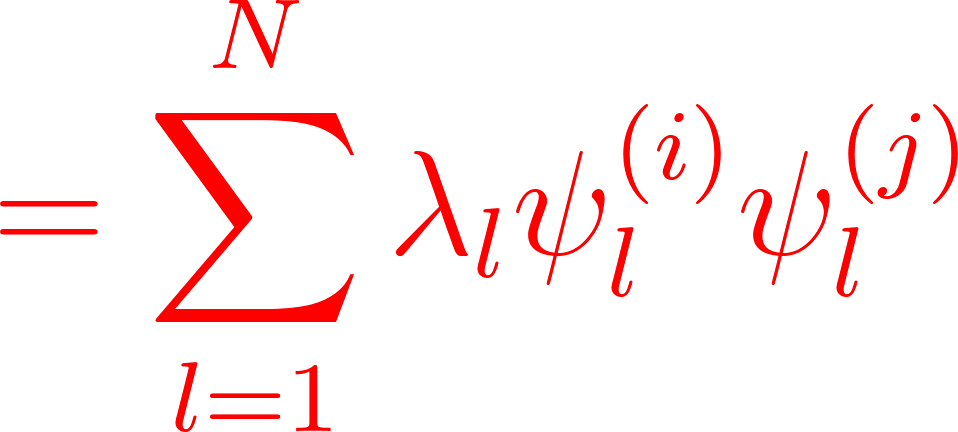 = \sum_{l=1}^{N} \lambda_l \psi_l^{(i)} \psi_l^{(j)}